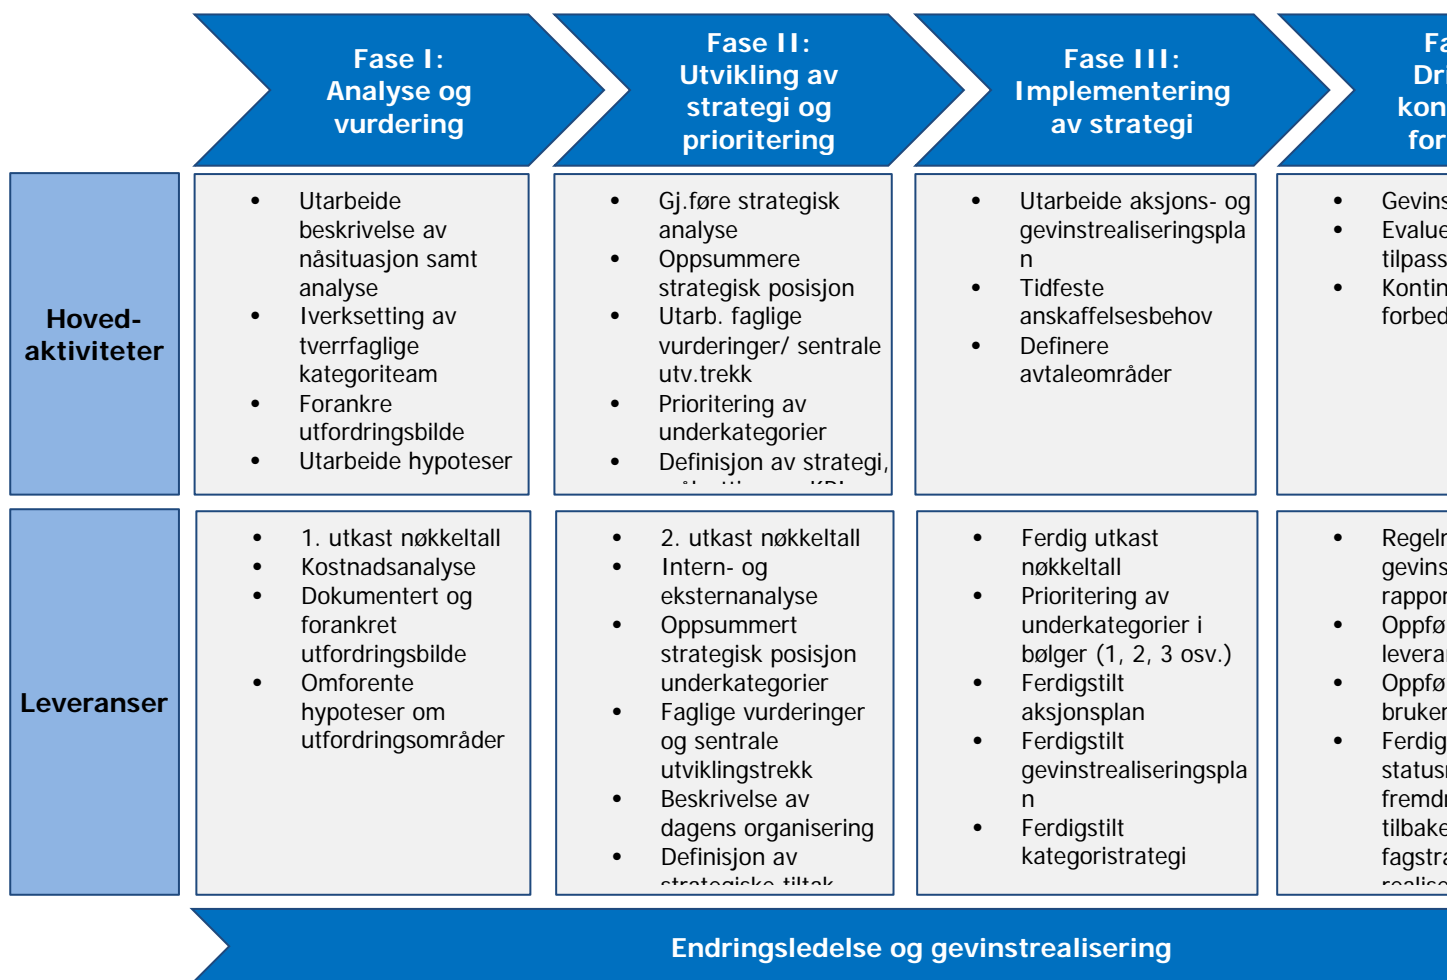 Fase I:
Analyse og
vurdering
Fase II:
Utvikling av
strategi og
prioritering
Fase III:
Implementering
av strategi
Hoved-
aktiviteter
• Utarbeide
beskrivelse av
nåsituasjon samt
analyse
• Iverksetting av
tverrfaglige
kategoriteam
• Forankre
utfordringsbilde
• Utarbeide hypoteser
• Gj.føre strategisk
analyse
• Oppsummere
strategisk posisjon
• Utarb. faglige
vurderinger/ sentrale
utv.trekk
• Prioritering av
underkategorier
• Definisjon av strategi,
• Utarbeide aksjons- og
gevinstrealiseringspla
n
• Tidfeste
anskaffelsesbehov
• Definere
avtaleområder
Leveranser
• 1. utkast nøkkeltall
• Kostnadsanalyse
• Dokumentert og
forankret
utfordringsbilde
• Omforente
hypoteser om
utfordringsområder
• 2. utkast nøkkeltall
• Intern- og
eksternanalyse
• Oppsummert
strategisk posisjon
underkategorier
• Faglige vurderinger
og sentrale
utviklingstrekk
• Beskrivelse av
dagens organisering
• Definisjon av
strategiske tiltak
• Ferdig utkast
nøkkeltall
• Prioritering av
underkategorier i
bølger (1, 2, 3 osv.)
• Ferdigstilt
aksjonsplan
• Ferdigstilt
gevinstrealiseringspla
n
• Ferdigstilt
kategoristrategi
Endringsledelse og gevinstrealisering